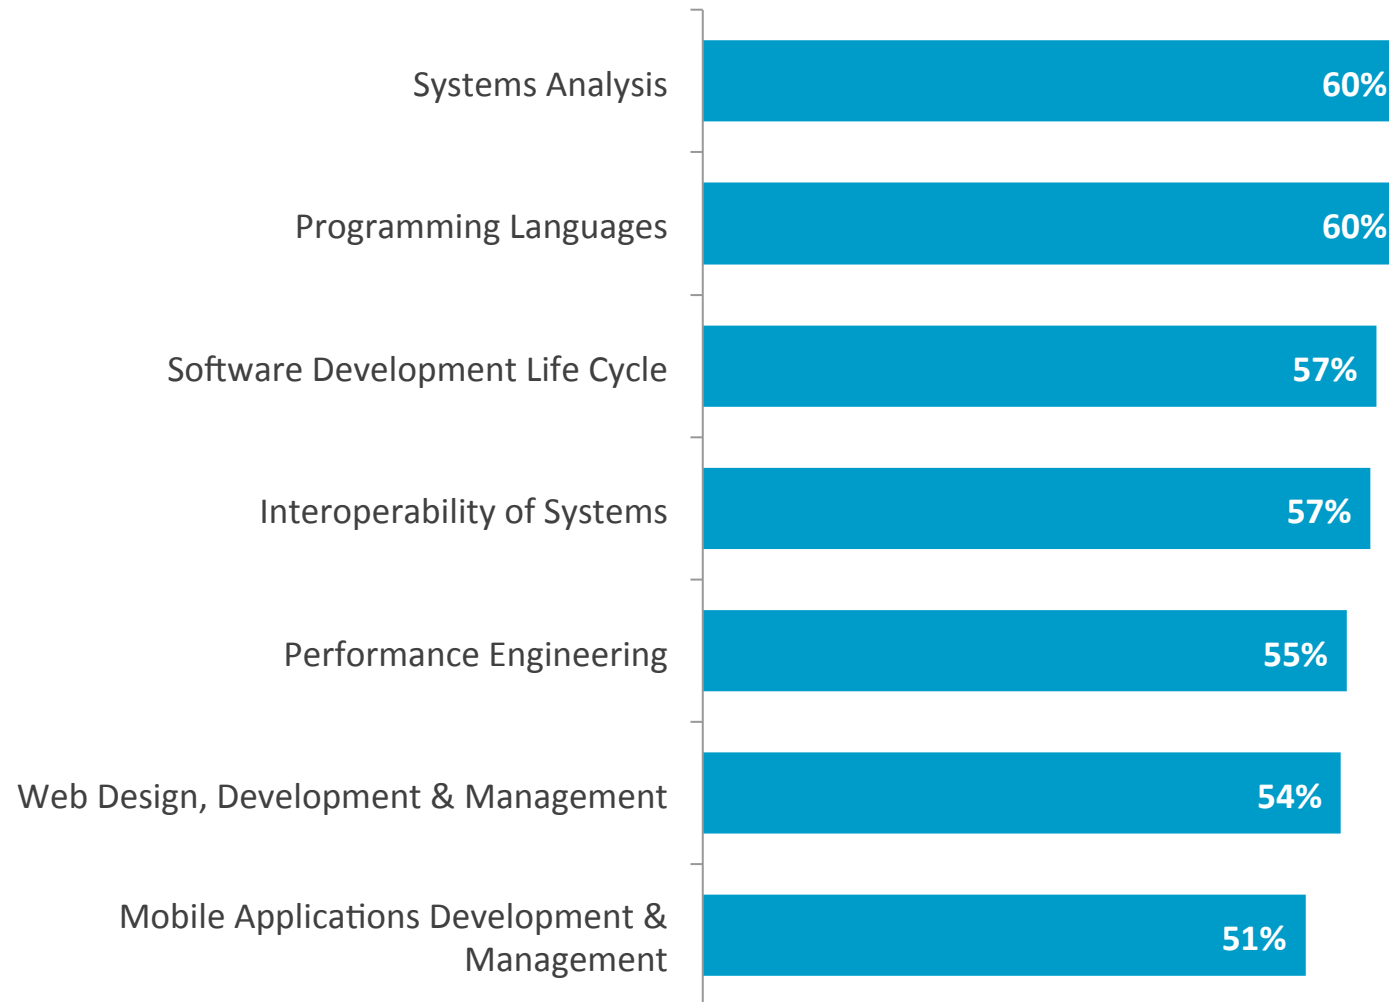 Systems Analysis 60%
Programming Languages 60%
Software Development Life Cycle 57%
Interoperability of Systems 57%
Performance Engineering 55%
Web Design, Development & Management 54%
Mobile Applications Development &
Management 51%